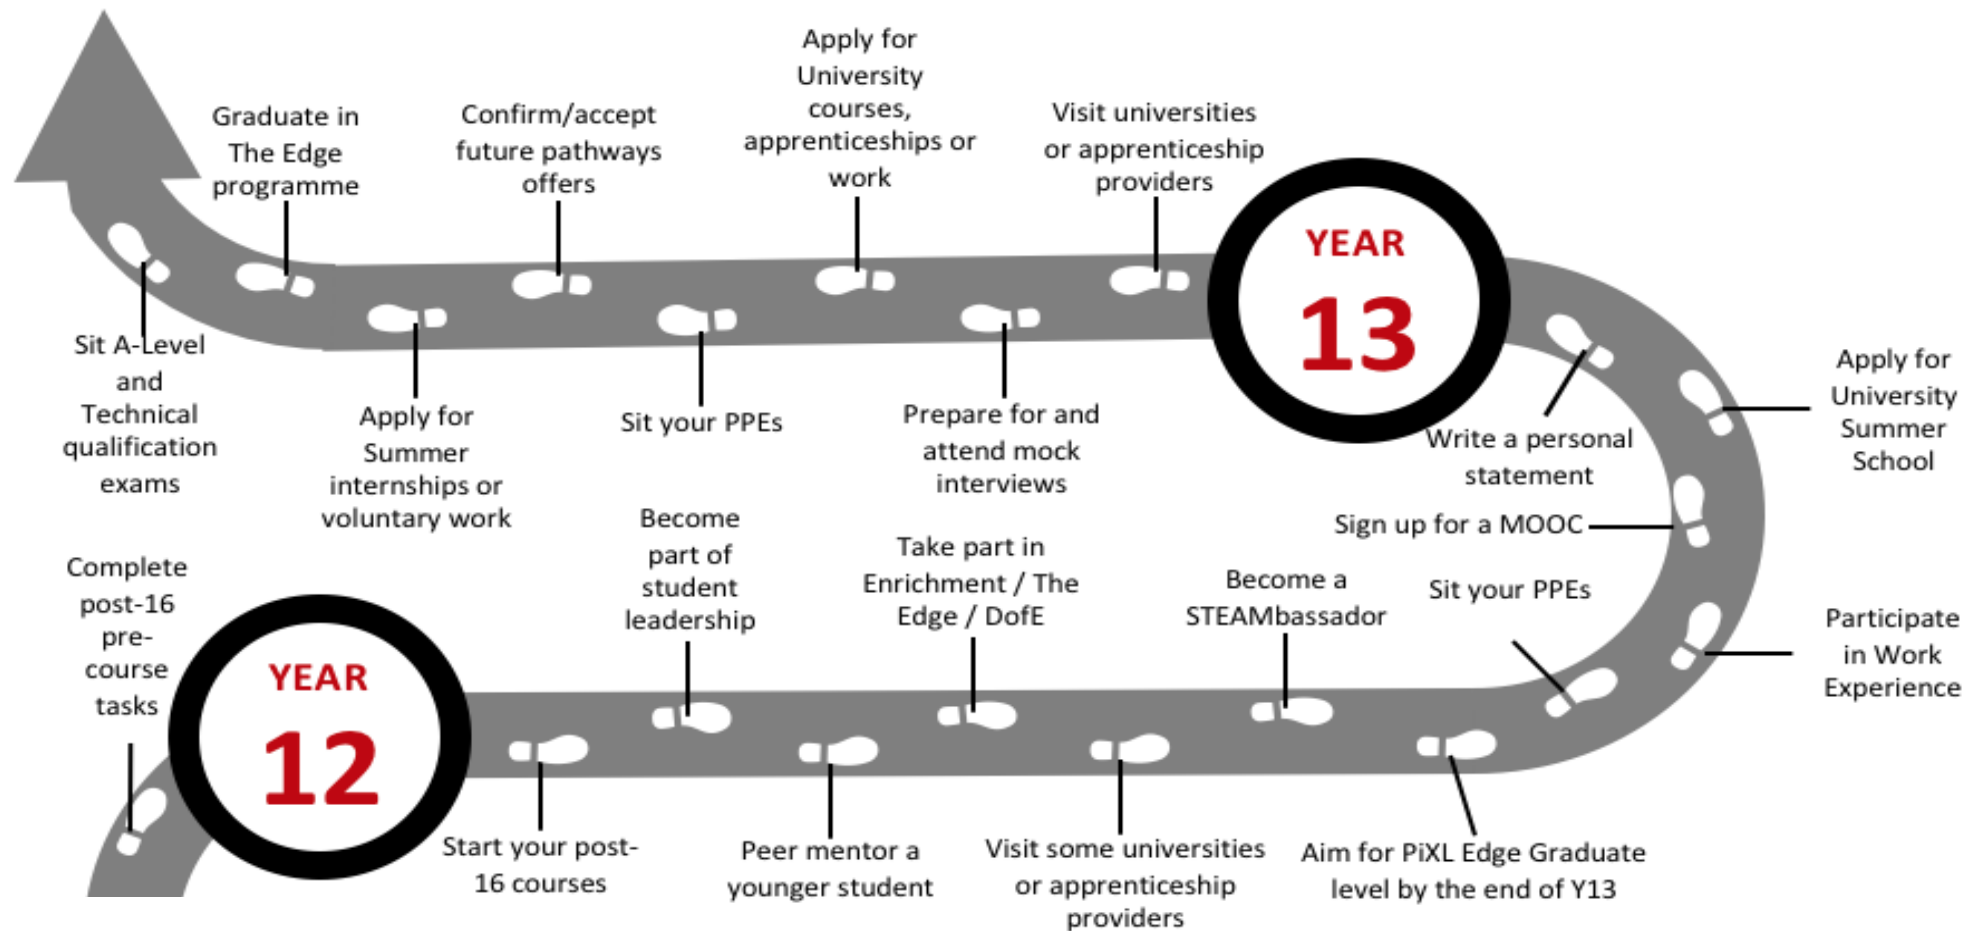 Complete
post-16
pre-
course
tasks
YEAR
12
Start your post-
16 courses
Become
part of
student
leadership
Peer mentor a
younger student
Take part in
Enrichment / The
Edge / DofE
Visit some universities
or apprenticeship
providers
Become a
STEAMbassador
Aim for PiXL Edge Graduate
level by the end of Y13
Sit your PPEs
Participate
in Work
Experience
Sign up for a MOOC
Apply for
University
Summer
School
Write a personal
statement
YEAR
13
Visit universities
or apprenticeship
providers
Prepare for and
attend mock
interviews
Apply for
University
courses,
apprenticeships or
work
Sit your PPEs
Confirm/accept
future pathways
offers
Apply for
Summer
internships or
voluntary work
Graduate in
The Edge
programme
Sit A-Level
and
Technical
qualification
exams